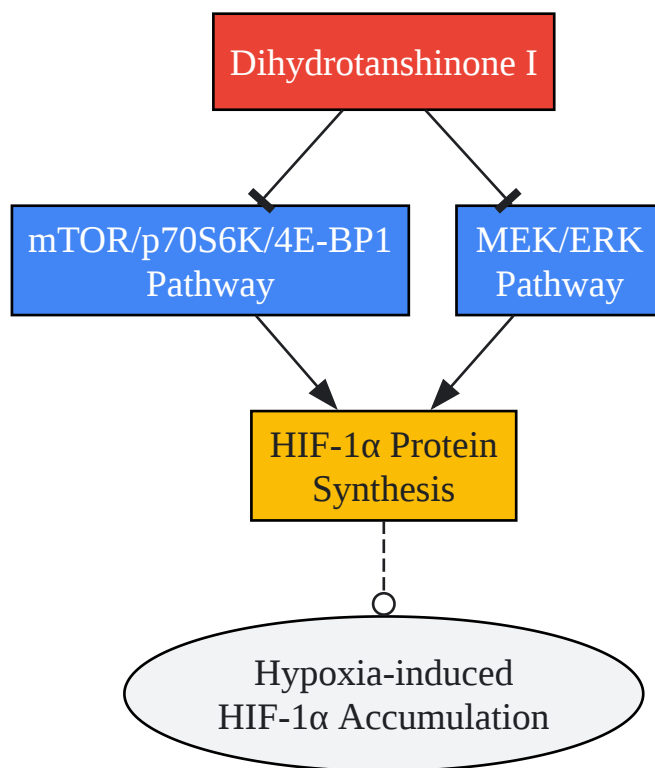 Dihydrotanshinone I
mTOR/p70S6K/4E-BP1
Pathway
MEK/ERK
Pathway
HIF-1α Protein
Synthesis
Hypoxia-induced
HIF-1α Accumulation